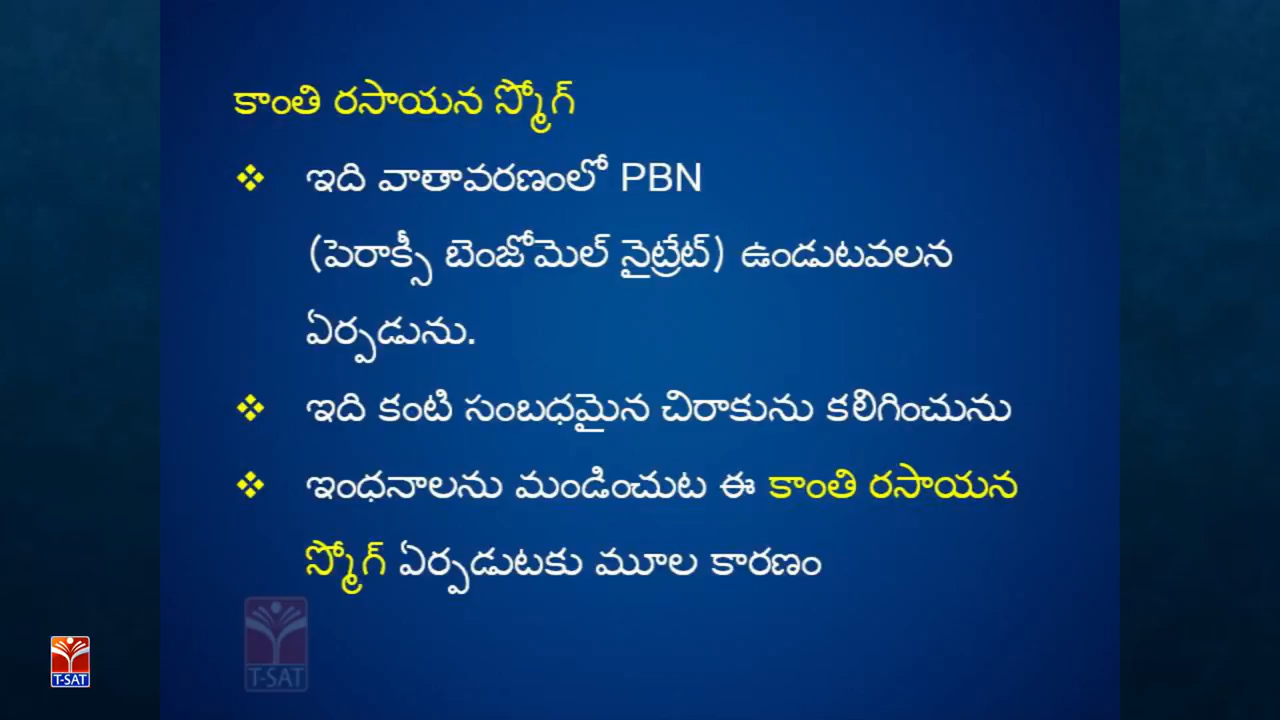 కాంతి రసాయన స్మోగ్
❖ ఇది వాతావరణంలో PBN
(పెరాక్సీ బెంజోమెల్ నైట్రేట్) ఉండుటవలన
ఏర్పడును.
❖ ఇది కంటి సంబధమైన చిరాకును కలిగించును
❖ ఇంధనాలను మండించుట ఈ కాంతి రసాయన
స్మోగ్ ఏర్పడుటకు మూల కారణం
T-SAT
T-SAT